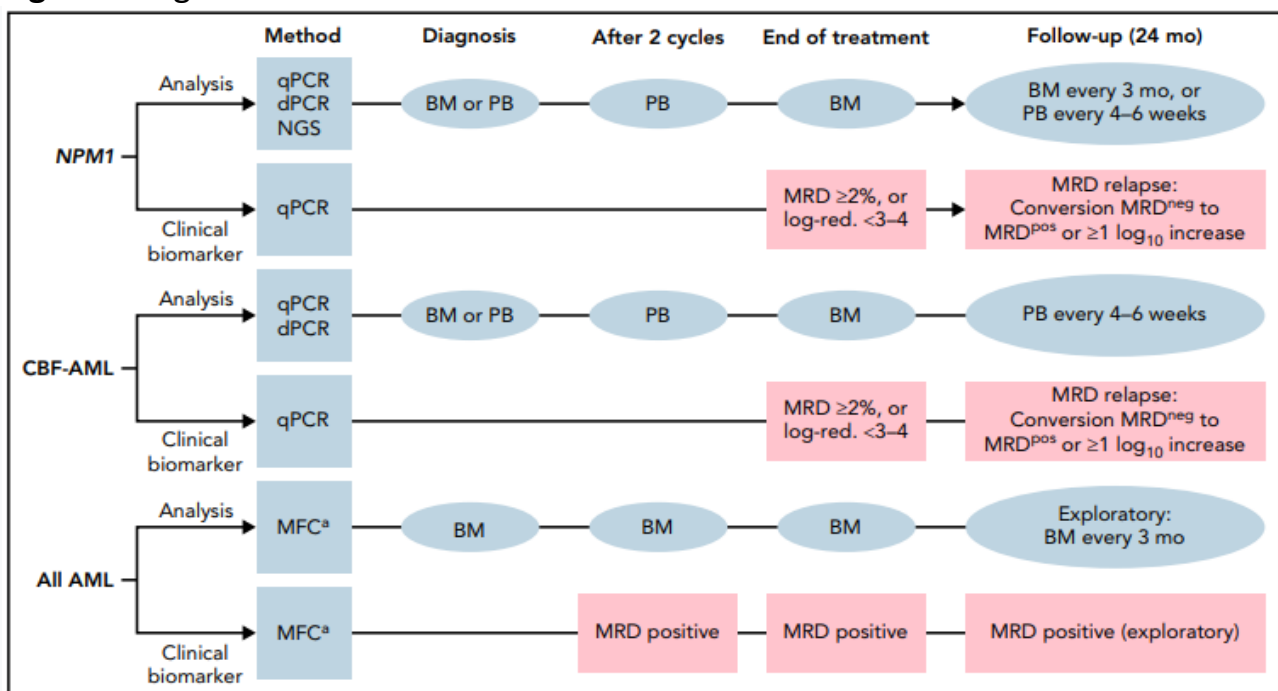 Method Diagnosis After 2 cycles End of treatment Follow-up (24 mo)
NPM1
Analysis
qPCR
dPCR
NGS
BM or PB
PB
BM
BM every 3 mo, or
PB every 4–6 weeks
Clinical
biomarker
qPCR
MRD ≥2%, or
log-red. <3–4
MRD relapse:
Conversion MRDⁿᵉᵍ to
MRDᵖᵒˢ or ≥1 log₁₀ increase
CBF-AML
Analysis
qPCR
dPCR
BM or PB
PB
BM
PB every 4–6 weeks
Clinical
biomarker
qPCR
MRD ≥2%, or
log-red. <3–4
MRD relapse:
Conversion MRDⁿᵉᵍ to
MRDᵖᵒˢ or ≥1 log₁₀ increase
All AML
Analysis
MFCᵃ
BM
BM
BM
Exploratory:
BM every 3 mo
Clinical
biomarker
MFCᵃ
MRD positive
MRD positive
MRD positive (exploratory)